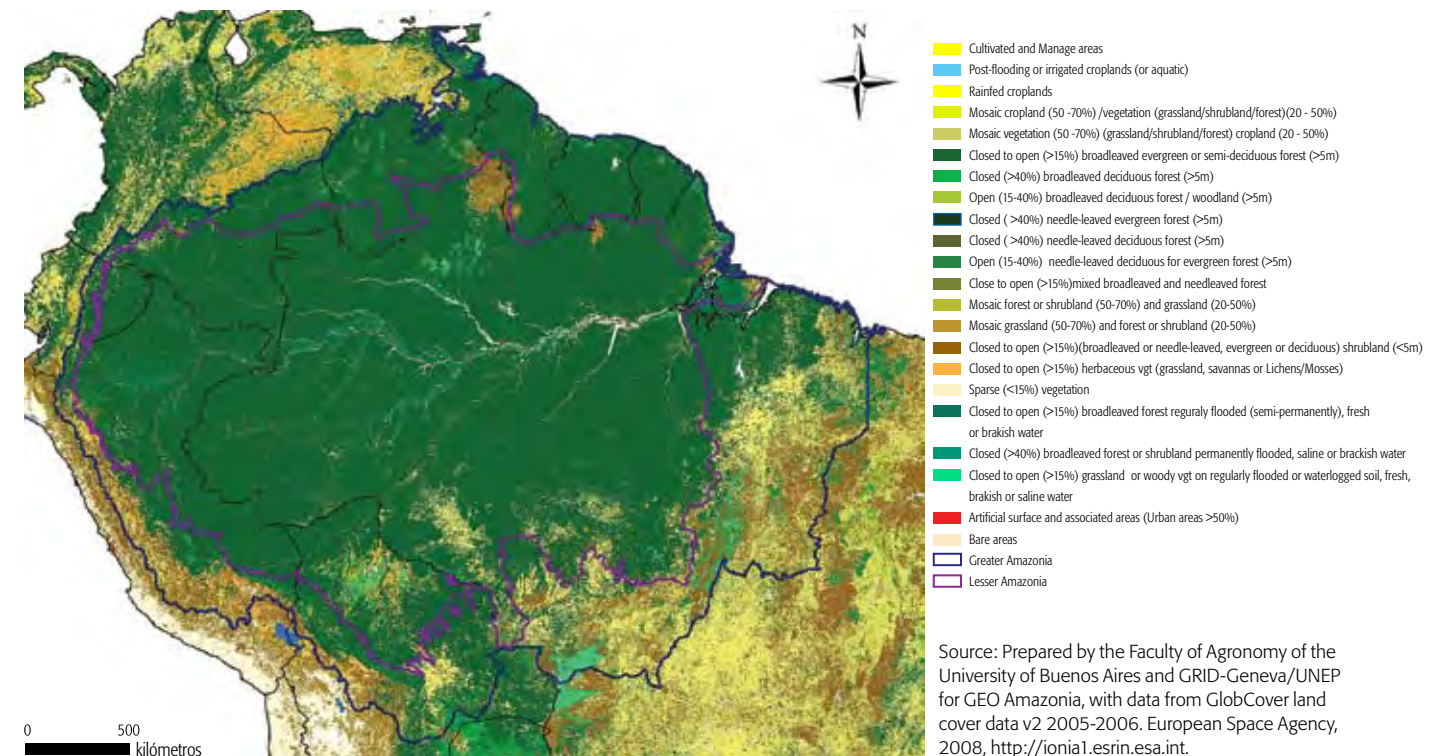 N
Cultivated and Manage areas
Post-flooding or irrigated croplands (or aquatic)
Rainfed croplands
Mosaic cropland (50 -70%) /vegetation (grassland/shrubland/forest)(20 - 50%)
Mosaic vegetation (50 -70%) (grassland/shrubland/forest) cropland (20 - 50%)
Closed to open (>15%) broadleaved evergreen or semi-deciduous forest (>5m)
Closed (>40%) broadleaved deciduous forest (>5m)
Open (15-40%) broadleaved deciduous forest / woodland (>5m)
Closed ( >40%) needle-leaved evergreen forest (>5m)
Closed ( >40%) needle-leaved deciduous forest (>5m)
Open (15-40%) needle-leaved deciduous for evergreen forest (>5m)
Close to open (>15%)mixed broadleaved and needleaved forest
Mosaic forest or shrubland (50-70%) and grassland (20-50%)
Mosaic grassland (50-70%) and forest or shrubland (20-50%)
Closed to open (>15%)(broadleaved or needle-leaved, evergreen or deciduous) shrubland (<5m)
Closed to open (>15%) herbaceous vgt (grassland, savannas or Lichens/Mosses)
Sparse (<15%) vegetation
Closed to open (>15%) broadleaved forest reguraly flooded (semi-permanently), fresh
or brakish water
Closed (>40%) broadleaved forest or shrubland permanently flooded, saline or brackish water
Closed to open (>15%) grassland or woody vgt on regularly flooded or waterlogged soil, fresh,
brakish or saline water
Artificial surface and associated areas (Urban areas >50%)
Bare areas
Greater Amazonia
Lesser Amazonia
Source: Prepared by the Faculty of Agronomy of the
University of Buenos Aires and GRID-Geneva/UNEP
for GEO Amazonia, with data from GlobCover land
cover data v2 2005-2006. European Space Agency,
2008, http://ionia1.esrin.esa.int.
0 500
kilómetros